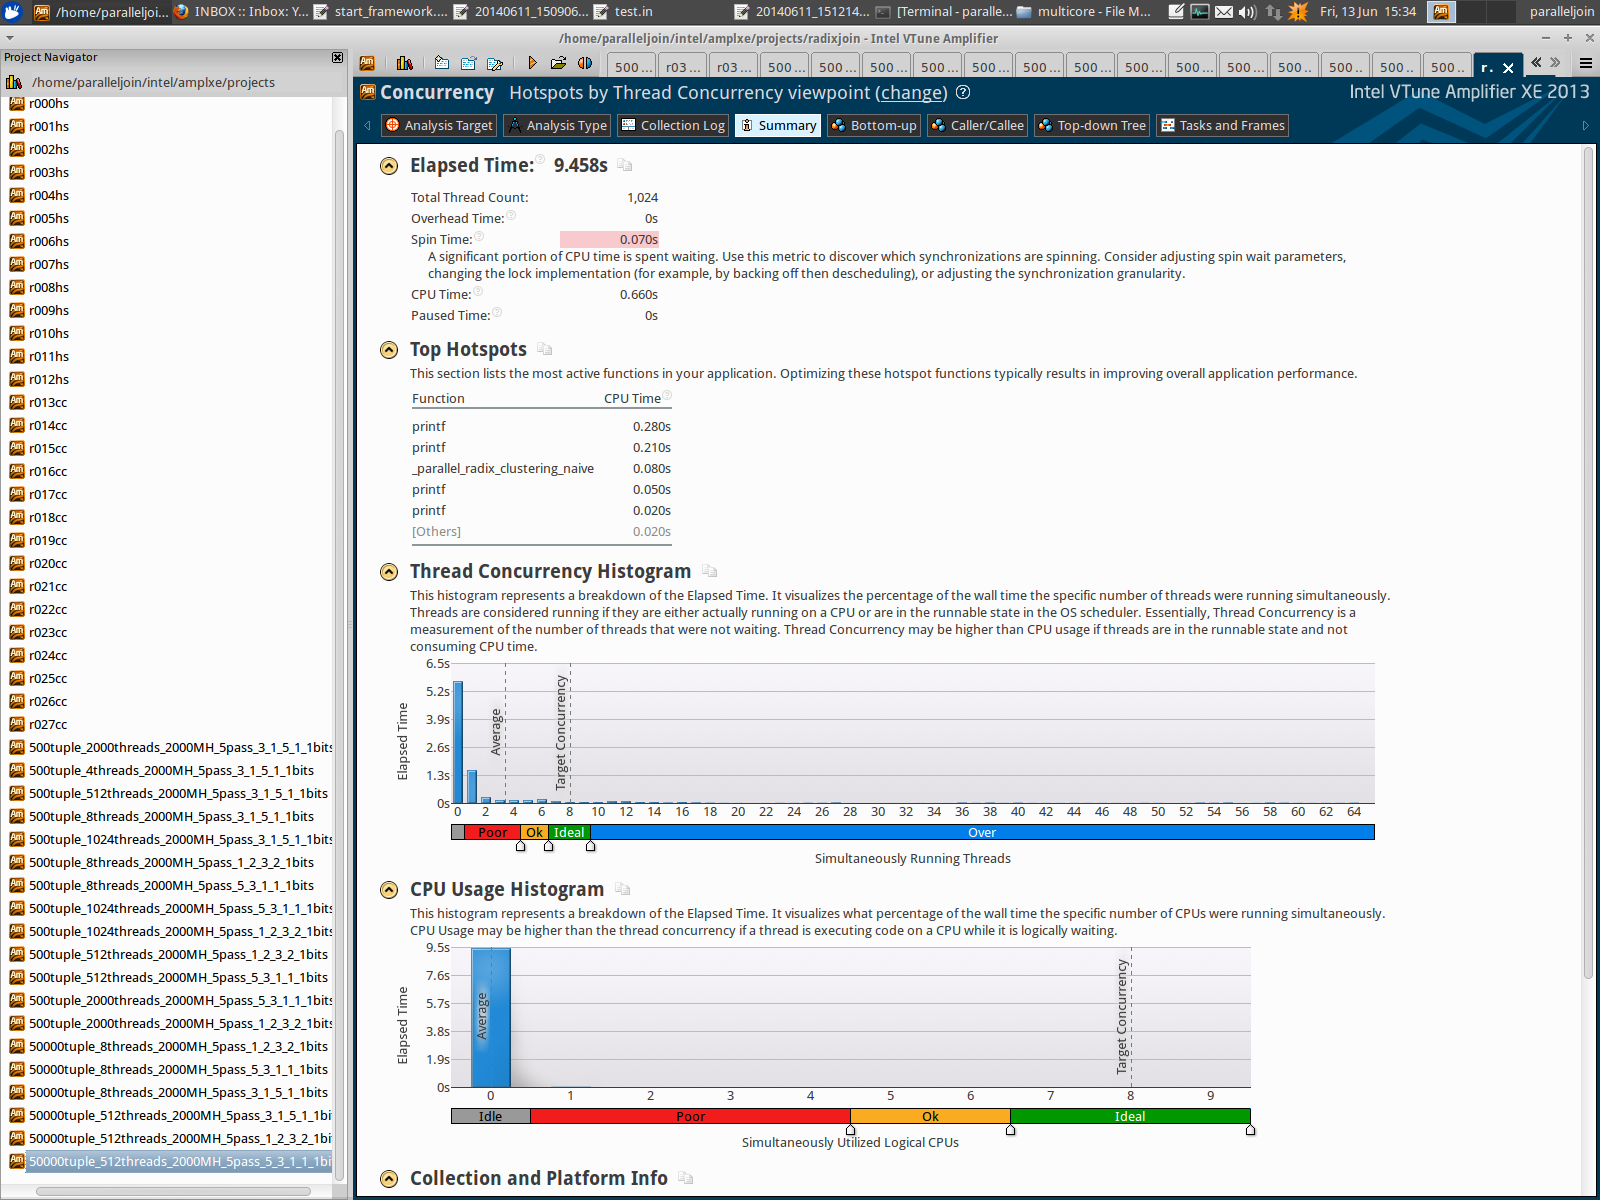 /home/paralleljoi...
INBOX :: Inbox: Y...
start_framework....
20140611_150906...
test.in
20140611_151214...
[Terminal - paralle...
multicore - File M...
Fri, 13 Jun 15:34
paralleljoin
/home/paralleljoin/intel/amplxe/projects/radixjoin - Intel VTune Amplifier
Project Navigator
/home/paralleljoin/intel/amplxe/projects
r000hs
r001hs
r002hs
r003hs
r004hs
r005hs
r006hs
r007hs
r008hs
r009hs
r010hs
r011hs
r012hs
r013cc
r014cc
r015cc
r016cc
r017cc
r018cc
r019cc
r020cc
r021cc
r022cc
r023cc
r024cc
r025cc
r026cc
r027cc
500tuple_2000threads_2000MH_5pass_3_1_5_1_1bits
500tuple_4threads_2000MH_5pass_3_1_5_1_1bits
500tuple_512threads_2000MH_5pass_3_1_5_1_1bits
500tuple_8threads_2000MH_5pass_3_1_5_1_1bits
500tuple_1024threads_2000MH_5pass_3_1_5_1_1bits
500tuple_8threads_2000MH_5pass_1_2_3_2_1bits
500tuple_8threads_2000MH_5pass_5_3_1_1_1bits
500tuple_1024threads_2000MH_5pass_5_3_1_1_1bits
500tuple_1024threads_2000MH_5pass_1_2_3_2_1bits
500tuple_512threads_2000MH_5pass_1_2_3_2_1bits
500tuple_512threads_2000MH_5pass_5_3_1_1_1bits
500tuple_2000threads_2000MH_5pass_5_3_1_1_1bits
500tuple_2000threads_2000MH_5pass_1_2_3_2_1bits
50000tuple_8threads_2000MH_5pass_1_2_3_2_1bits
50000tuple_8threads_2000MH_5pass_5_3_1_1_1bits
50000tuple_8threads_2000MH_5pass_3_1_5_1_1bits
50000tuple_512threads_2000MH_5pass_3_1_5_1_1bi
50000tuple_512threads_2000MH_5pass_1_2_3_2_1bi
50000tuple_512threads_2000MH_5pass_5_3_1_1_1bi
500 ... r03 ... r03 ... 500 ... 500 ... 500 ... 500 ... 500 ... 500 ... 500 ... 500 ... 500 ... 500 ... 500 .. 500 .. 500 .. 500 .. r.
Concurrency Hotspots by Thread Concurrency viewpoint (change)
Intel VTune Amplifier XE 2013
Analysis Target
Analysis Type
Collection Log
Summary
Bottom-up
Caller/Callee
Top-down Tree
Tasks and Frames
Elapsed Time: 9.458s
Total Thread Count: 1,024
Overhead Time: 0s
Spin Time: 0.070s
A significant portion of CPU time is spent waiting. Use this metric to discover which synchronizations are spinning. Consider adjusting spin wait parameters,
changing the lock implementation (for example, by backing off then descheduling), or adjusting the synchronization granularity.
CPU Time: 0.660s
Paused Time: 0s
Top Hotspots
This section lists the most active functions in your application. Optimizing these hotspot functions typically results in improving overall application performance.
Function CPU Time
printf 0.280s
printf 0.210s
_parallel_radix_clustering_naive 0.080s
printf 0.050s
printf 0.020s
[Others] 0.020s
Thread Concurrency Histogram
This histogram represents a breakdown of the Elapsed Time. It visualizes the percentage of the wall time the specific number of threads were running simultaneously.
Threads are considered running if they are either actually running on a CPU or are in the runnable state in the OS scheduler. Essentially, Thread Concurrency is a
measurement of the number of threads that were not waiting. Thread Concurrency may be higher than CPU usage if threads are in the runnable state and not
consuming CPU time.
6.5s
5.2s
3.9s
2.6s
1.3s
0s
Elapsed Time
Average
Target Concurrency
0 2 4 6 8 10 12 14 16 18 20 22 24 26 28 30 32 34 36 38 40 42 44 46 48 50 52 54 56 58 60 62 64
Poor Ok Ideal Over
Simultaneously Running Threads
CPU Usage Histogram
This histogram represents a breakdown of the Elapsed Time. It visualizes what percentage of the wall time the specific number of CPUs were running simultaneously.
CPU Usage may be higher than the thread concurrency if a thread is executing code on a CPU while it is logically waiting.
9.5s
7.6s
5.7s
3.8s
1.9s
0s
Elapsed Time
Average
Target Concurrency
0 1 2 3 4 5 6 7 8 9
Idle Poor Ok Ideal
Simultaneously Utilized Logical CPUs
Collection and Platform Info